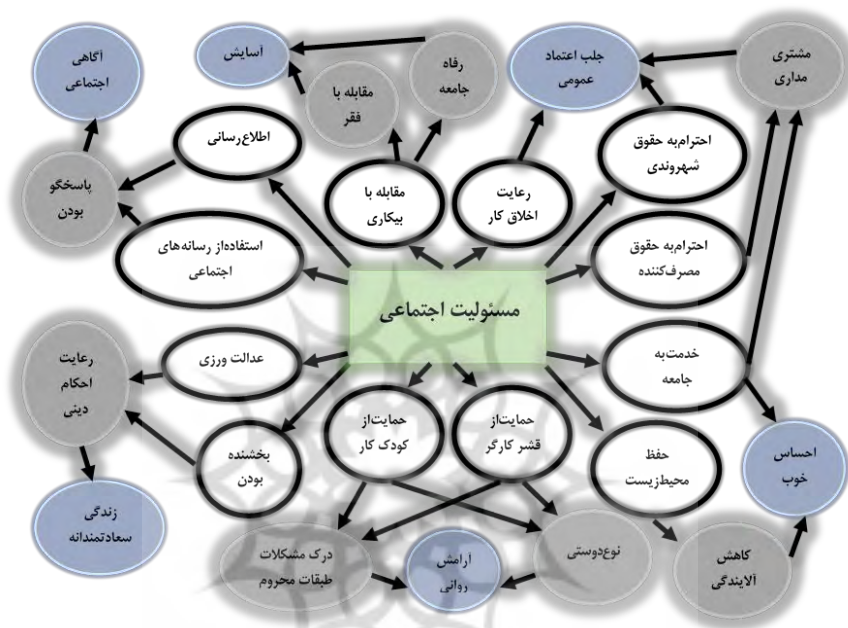 آگاهی
اجتماعی
آسایش
رفاه
جامعه
جلب اعتماد
عمومی
مشتری
مداری
مقابله با
فقر
اطلاع‌رسانی
احترام‌به حقوق
شهروندی
پاسخگو
بودن
مقابله با
بیکاری
رعایت
اخلاق کار
استفاده‌از رسانه‌های
اجتماعی
احترام‌به حقوق
مصرف‌کننده
مسئولیت اجتماعی
رعایت
احکام
دینی
عدالت ورزی
خدمت‌به
جامعه
بخشنده
بودن
حمایت‌از
کودک کار
حمایت‌از
قشر کارگر
حفظ
محیط‌زیست
احساس
خوب
زندگی
سعادتمندانه
درک مشکلات
طبقات محروم
آرامش
روانی
نوع‌دوستی
کاهش
آلایندگی